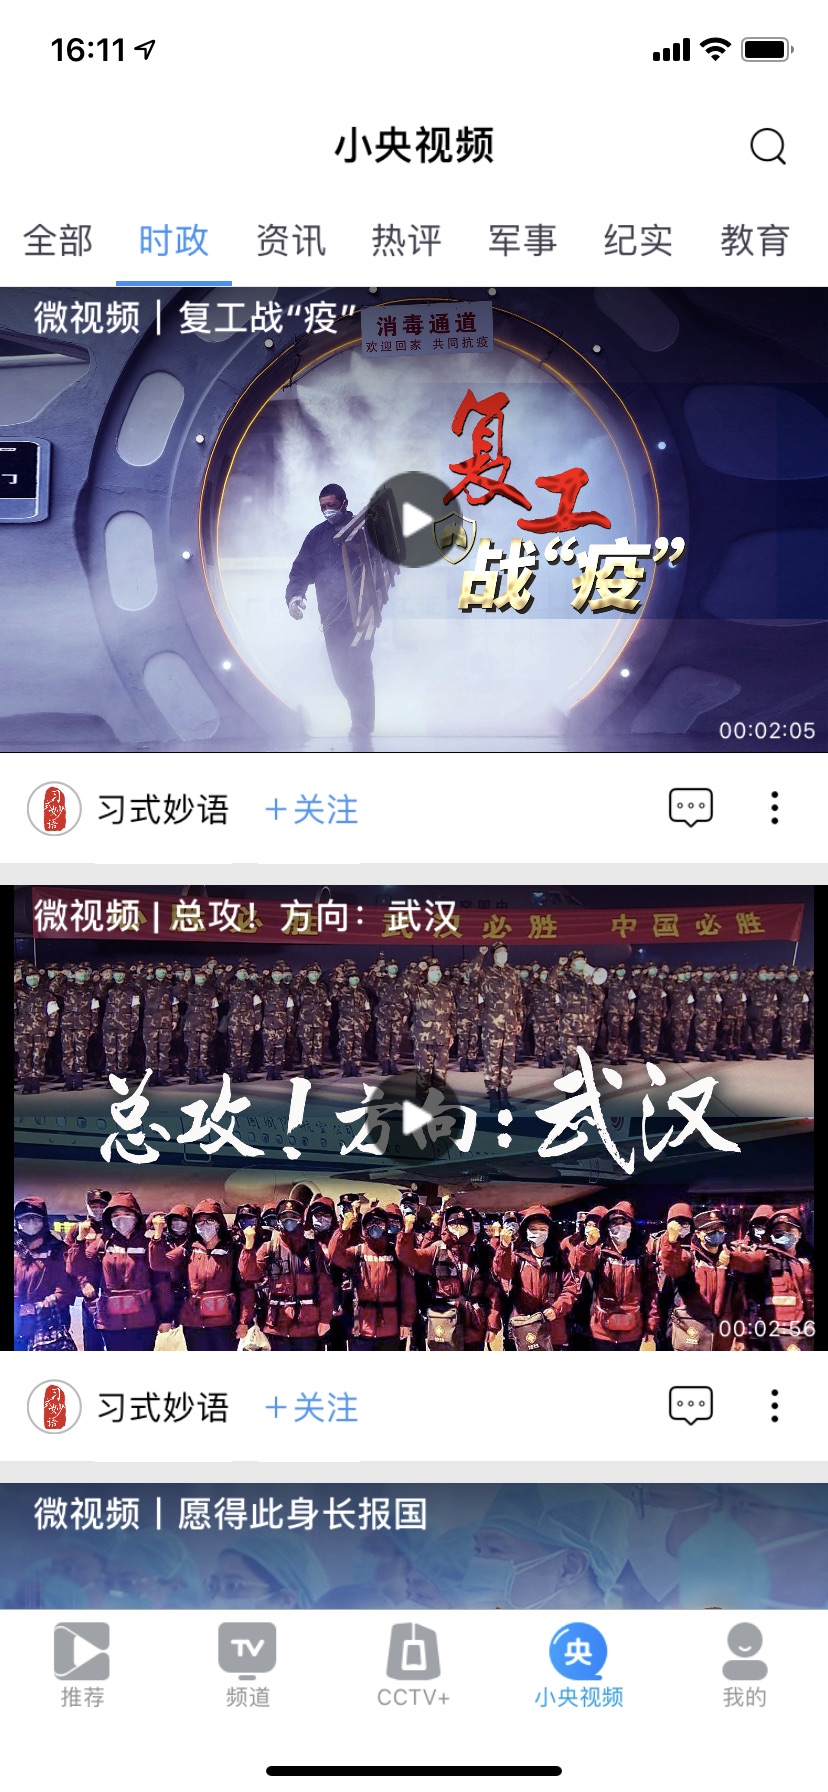 16:11
小央视频
全部 时政 资讯 热评 军事 纪实 教育
微视频｜复工战“疫”
消毒通道
欢迎回家 共同抗疫
复工
战“疫”
00:02:05
习式妙语 +关注
微视频 | 总攻！方向：武汉
武汉必胜 中国必胜
总攻！方向：武汉
00:02:56
习式妙语 +关注
微视频｜愿得此身长报国
推荐 频道 CCTV+ 小央视频 我的